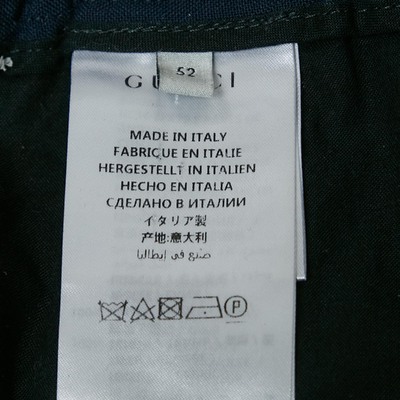 52
GUCCI
MADE IN ITALY
FABRIQUE EN ITALIE
HERGESTELLT IN ITALIEN
HECHO EN ITALIA
СДЕЛАНО В ИТАЛИИ
イタリア製
产地:意大利
صنع في إيطاليا
P